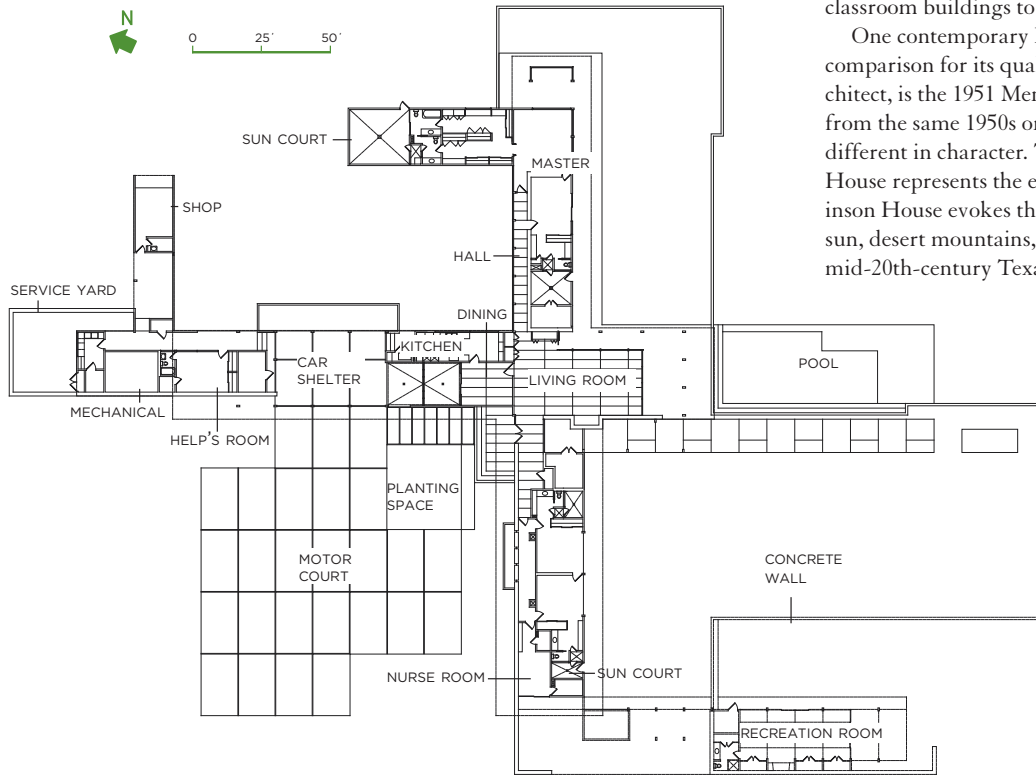 classroom buildings to
One contemporary
comparison for its qua
chitect, is the 1951 Mer
from the same 1950s or
different in character.
House represents the e
inson House evokes th
sun, desert mountains,
mid-20th-century Texa
N
0 25´ 50´
SUN COURT
MASTER
SHOP
HALL
SERVICE YARD
DINING
KITCHEN
CAR
SHELTER
LIVING ROOM
POOL
MECHANICAL
HELP'S ROOM
PLANTING
SPACE
MOTOR
COURT
CONCRETE
WALL
NURSE ROOM
SUN COURT
RECREATION ROOM